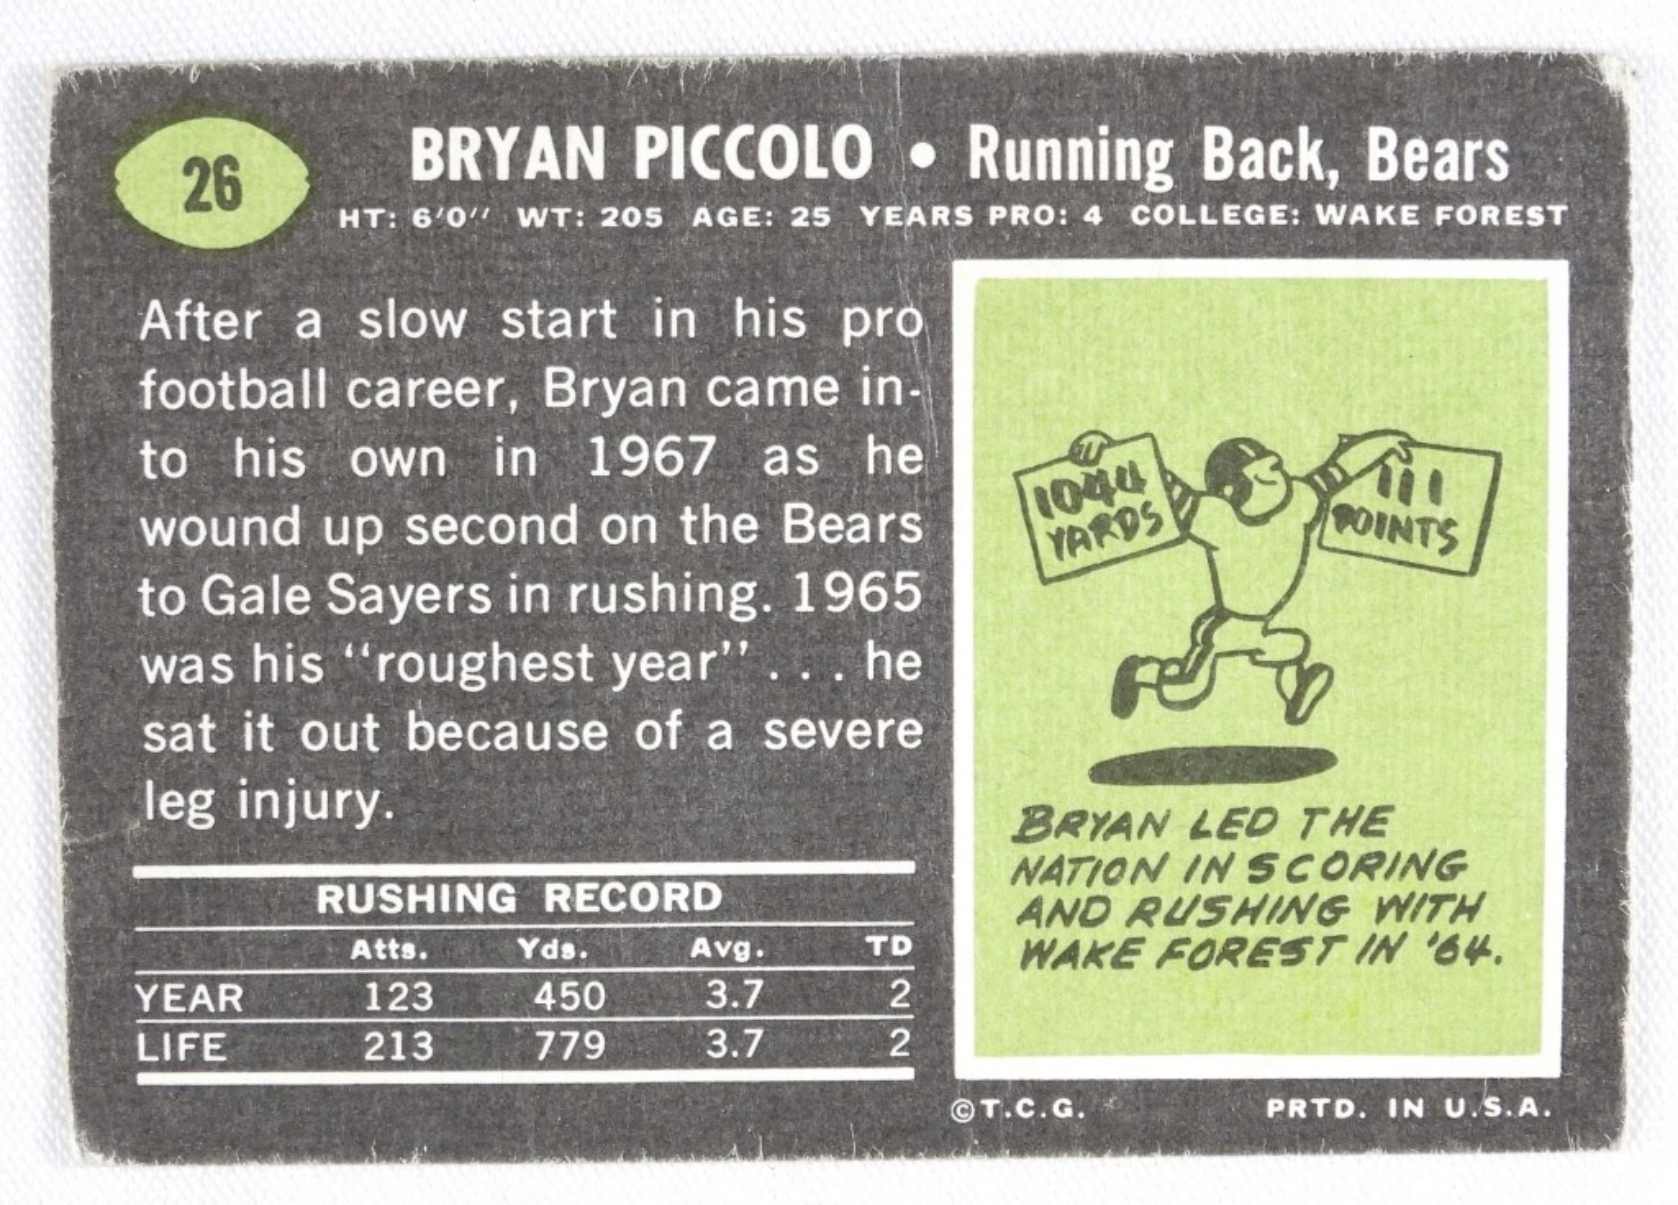 26
BRYAN PICCOLO • Running Back, Bears
HT: 6'0'' WT: 205 AGE: 25 YEARS PRO: 4 COLLEGE: WAKE FOREST
After a slow start in his pro
football career, Bryan came in-
to his own in 1967 as he
wound up second on the Bears
to Gale Sayers in rushing. 1965
was his "roughest year" . . . he
sat it out because of a severe
leg injury.
RUSHING RECORD
Atts. Yds. Avg. TD
YEAR 123 450 3.7 2
LIFE 213 779 3.7 2
1044
YARDS
111
POINTS
BRYAN LED THE
NATION IN SCORING
AND RUSHING WITH
WAKE FOREST IN '64.
©T.C.G. PRTD. IN U.S.A.